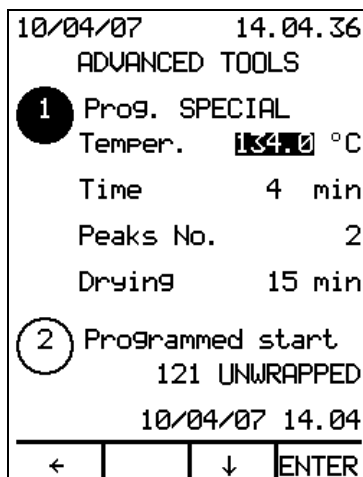 10/04/07 14.04.36
ADVANCED TOOLS
1 Prog. SPECIAL
Temper. 134.0 °C
Time 4 min
Peaks No. 2
Drying 15 min
2 Programmed start
121 UNWRAPPED
10/04/07 14.04
← ↓ ENTER